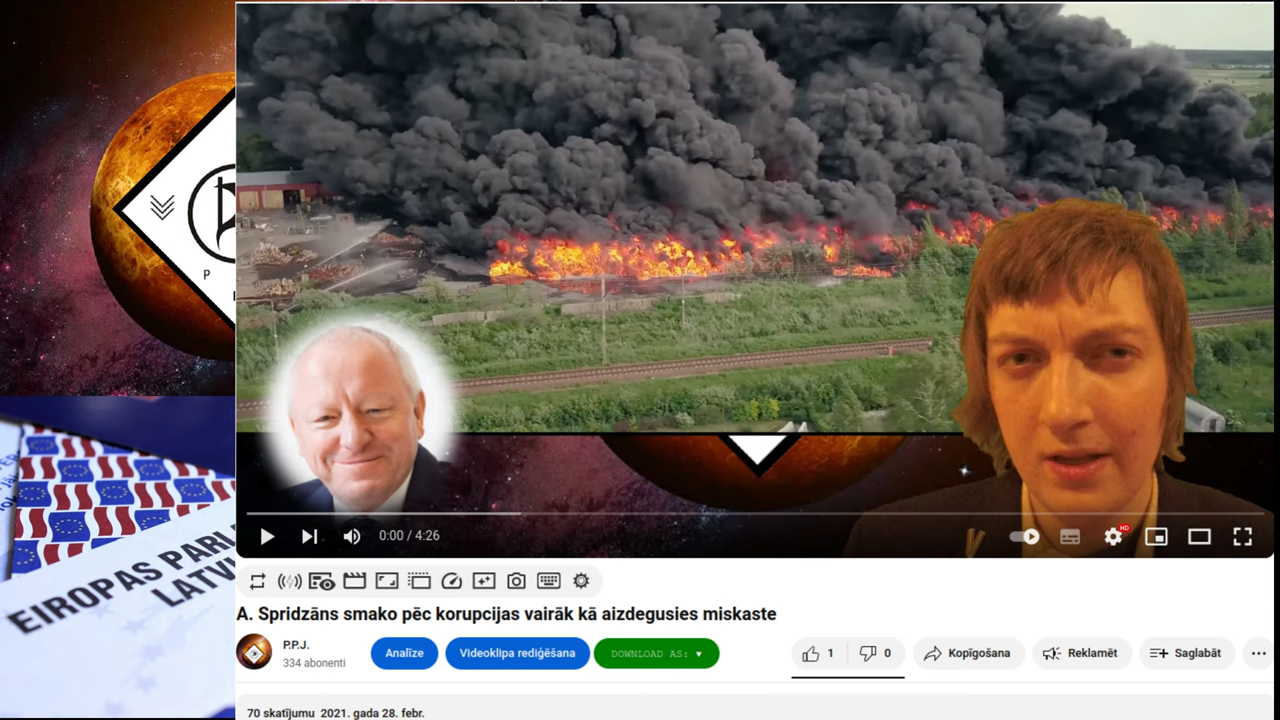 P
EIROPAS PARL
LATV
0:00 / 4:26
HD
A. Spridzāns smako pēc korupcijas vairāk kā aizdegusies miskaste
P.P.J.
334 abonenti
Analīze
Videoklipa rediģēšana
DOWNLOAD AS: ▼
1
0
Kopīgošana
Reklamēt
Saglabāt
70 skatījumu 2021. gada 28. febr.